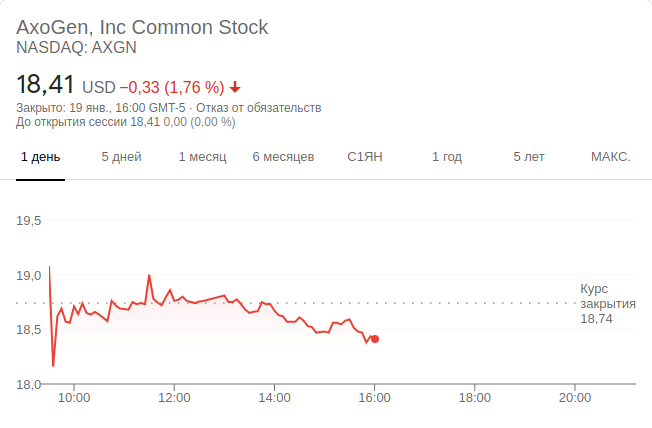 AxoGen, Inc Common Stock
NASDAQ: AXGN
18,41 USD −0,33 (1,76 %)
Закрыто: 19 янв., 16:00 GMT-5 · Отказ от обязательств
До открытия сессии 18,41 0,00 (0,00 %)
1 день 5 дней 1 месяц 6 месяцев С1ЯН 1 год 5 лет МАКС.
19,5
19,0
Курс
закрытия
18,74
18,5
18,0
10:00 12:00 14:00 16:00 18:00 20:00